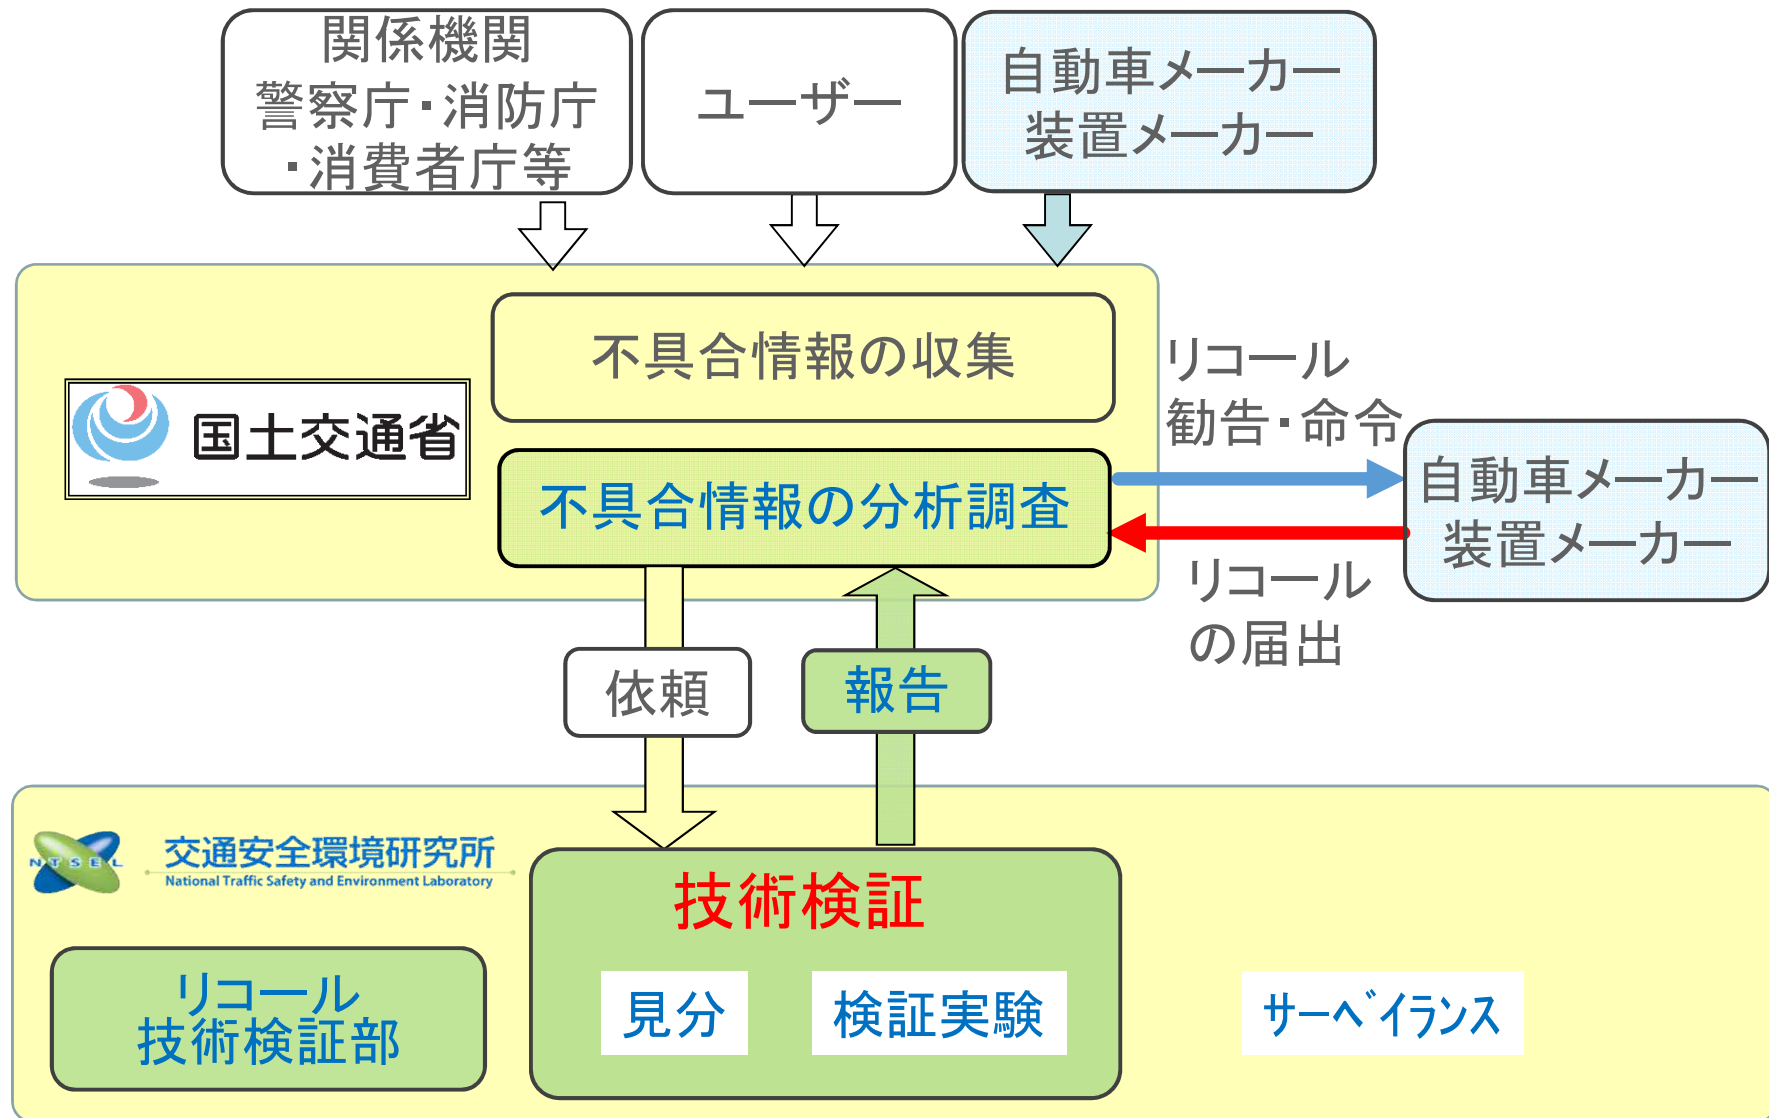 関係機関
警察庁・消防庁
・消費者庁等
ユーザー
自動車メーカー
装置メーカー
不具合情報の収集
国土交通省
不具合情報の分析調査
リコール
勧告・命令
自動車メーカー
装置メーカー
リコール
の届出
依頼
報告
NTSEL
交通安全環境研究所
National Traffic Safety and Environment Laboratory
技術検証
リコール
技術検証部
見分
検証実験
サーベイランス